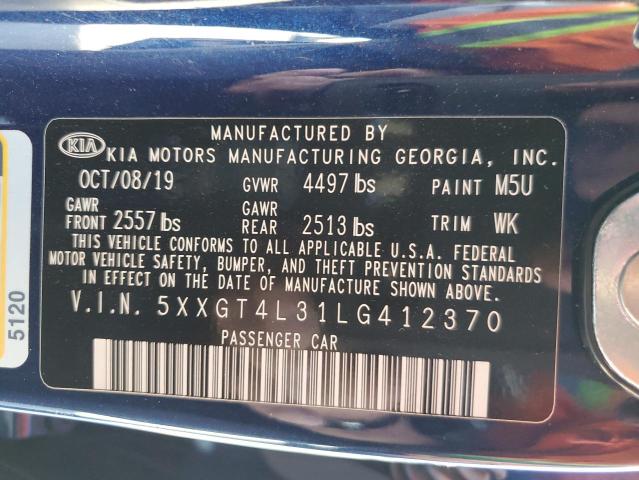 MANUFACTURED BY
KIA KIA MOTORS MANUFACTURING GEORGIA, INC.
OCT/08/19 GVWR 4497 lbs PAINT M5U
GAWR FRONT 2557 lbs GAWR REAR 2513 lbs TRIM WK
THIS VEHICLE CONFORMS TO ALL APPLICABLE U.S.A. FEDERAL
MOTOR VEHICLE SAFETY, BUMPER, AND THEFT PREVENTION STANDARDS
IN EFFECT ON THE DATE OF MANUFACTURE SHOWN ABOVE.
V.I.N. 5XXGT4L31LG412370
PASSENGER CAR
5120